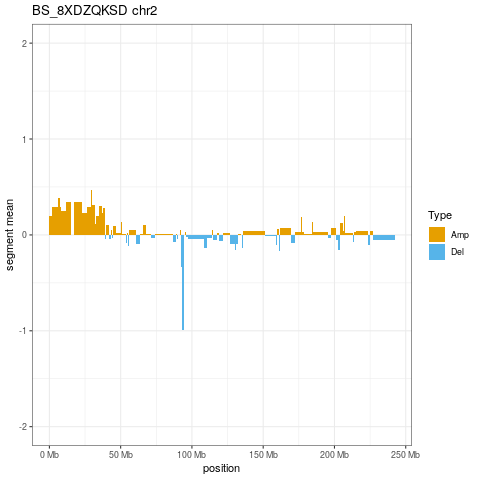 BS_8XDZQKSD chr2
2
1
0
-1
-2
segment mean
0 Mb
50 Mb
100 Mb
150 Mb
200 Mb
250 Mb
position
Type
Amp
Del